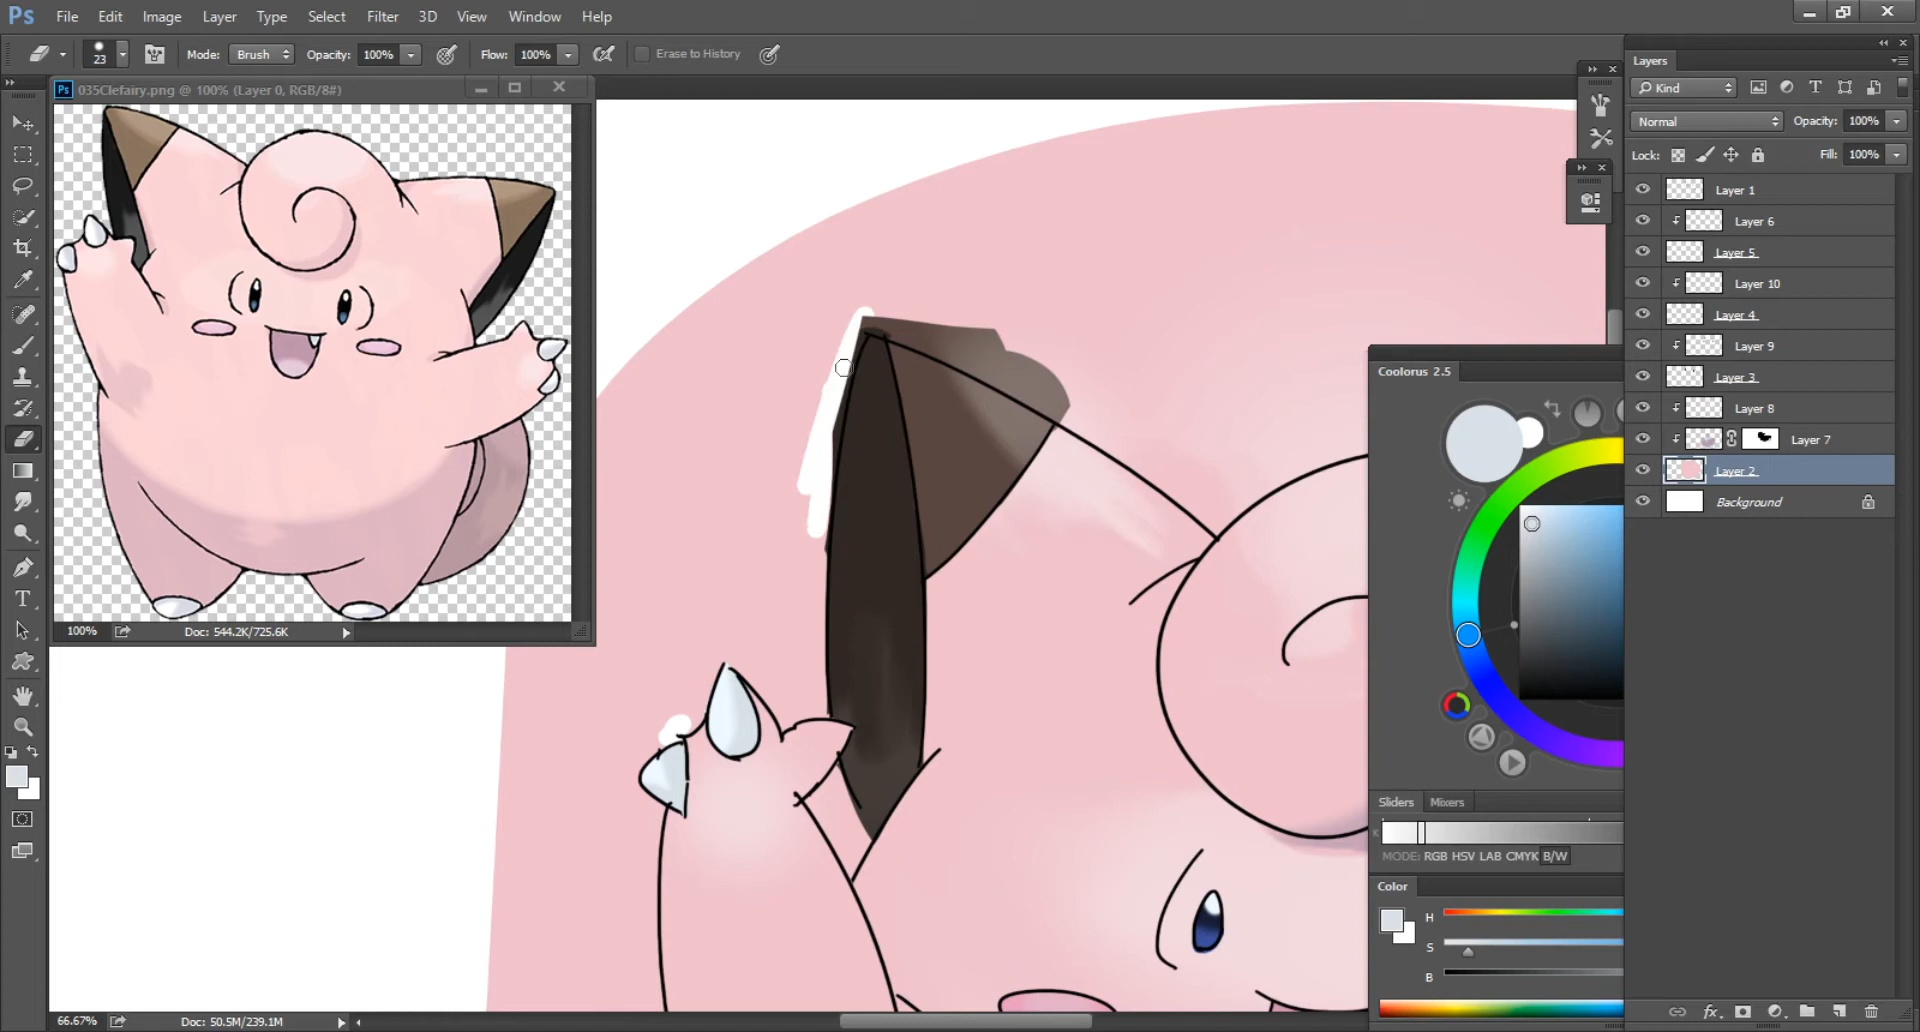 Ps File Edit Image Layer Type Select Filter 3D View Window Help
23 Mode: Brush Opacity: 100% Flow: 100% Erase to History
Ps 035Clefairy.png @ 100% (Layer 0, RGB/8#)
100% Doc: 544.2K/725.6K
Layers
Kind
Normal Opacity: 100%
Lock: Fill: 100%
Layer 1
Layer 6
Layer 5
Layer 10
Layer 4
Layer 9
Layer 3
Layer 8
Layer 7
Layer 2
Background
Coolorus 2.5
Sliders Mixers
K
MODE: RGB HSV LAB CMYK B/W
Color
H
S
B
fx
66.67% Doc: 50.5M/239.1M